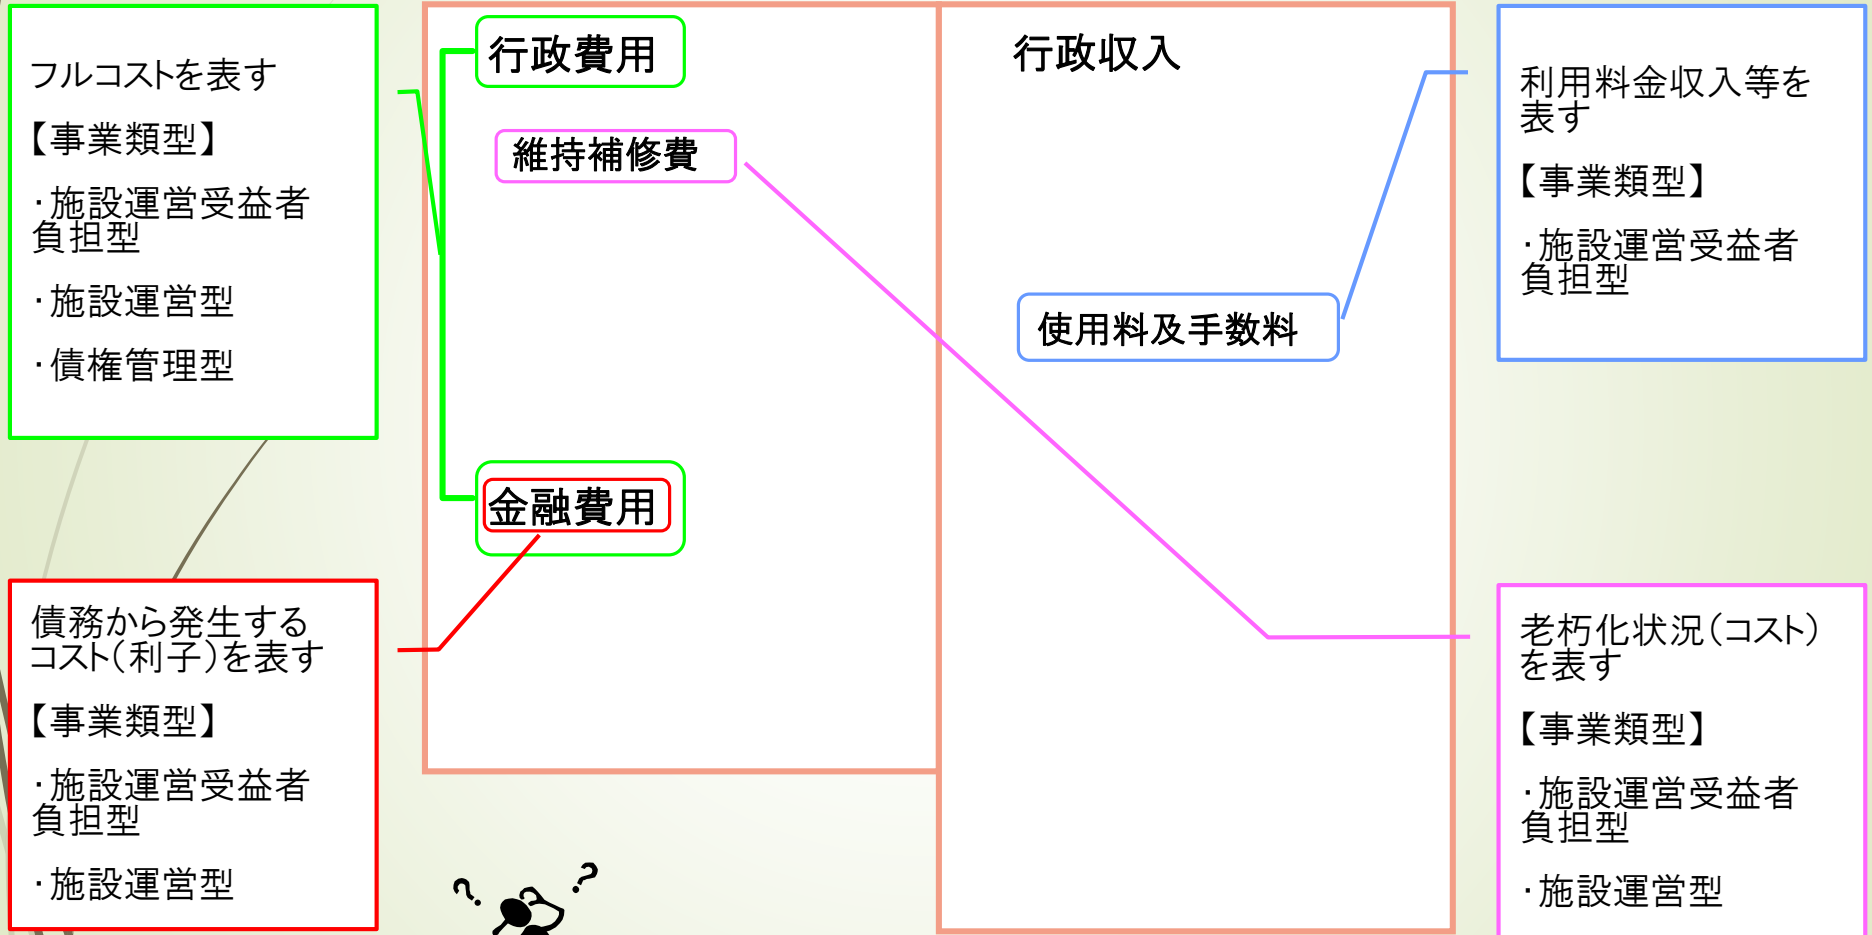 フルコストを表す
【事業類型】
・施設運営受益者
負担型
・施設運営型
・債権管理型
債務から発生する
コスト(利子)を表す
【事業類型】
・施設運営受益者
負担型
・施設運営型
行政費用
維持補修費
金融費用
??
行政収入
使用料及手数料
利用料金収入等を
表す
【事業類型】
・施設運営受益者
負担型
老朽化状況(コスト)
を表す
【事業類型】
・施設運営受益者
負担型
・施設運営型